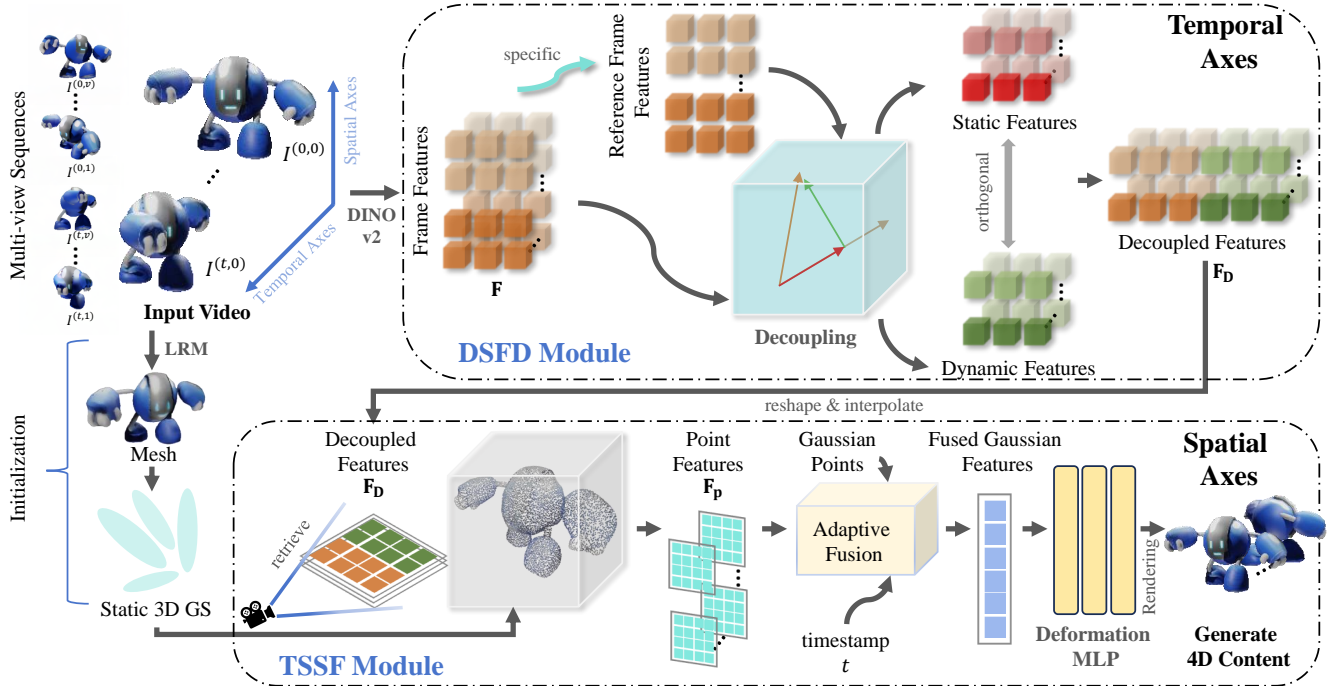 Multi-view Sequences
I^(0,v)
I^(0,1)
I^(t,v)
I^(t,1)
I^(0,0)
I^(t,0)
Input Video
Spatial Axes
Temporal Axes
DINO
v2
LRM
Initialization
Mesh
Static 3D GS
Temporal
Axes
Frame Features
F
specific
Reference Frame
Features
Decoupling
DSFD Module
Static Features
orthogonal
Dynamic Features
Decoupled Features
F_D
reshape & interpolate
Spatial
Axes
Decoupled
Features
F_D
retrieve
TSSF Module
Point
Features
F_p
Gaussian
Points
Adaptive
Fusion
timestamp
t
Fused Gaussian
Features
Deformation
MLP
Rendering
Generate
4D Content